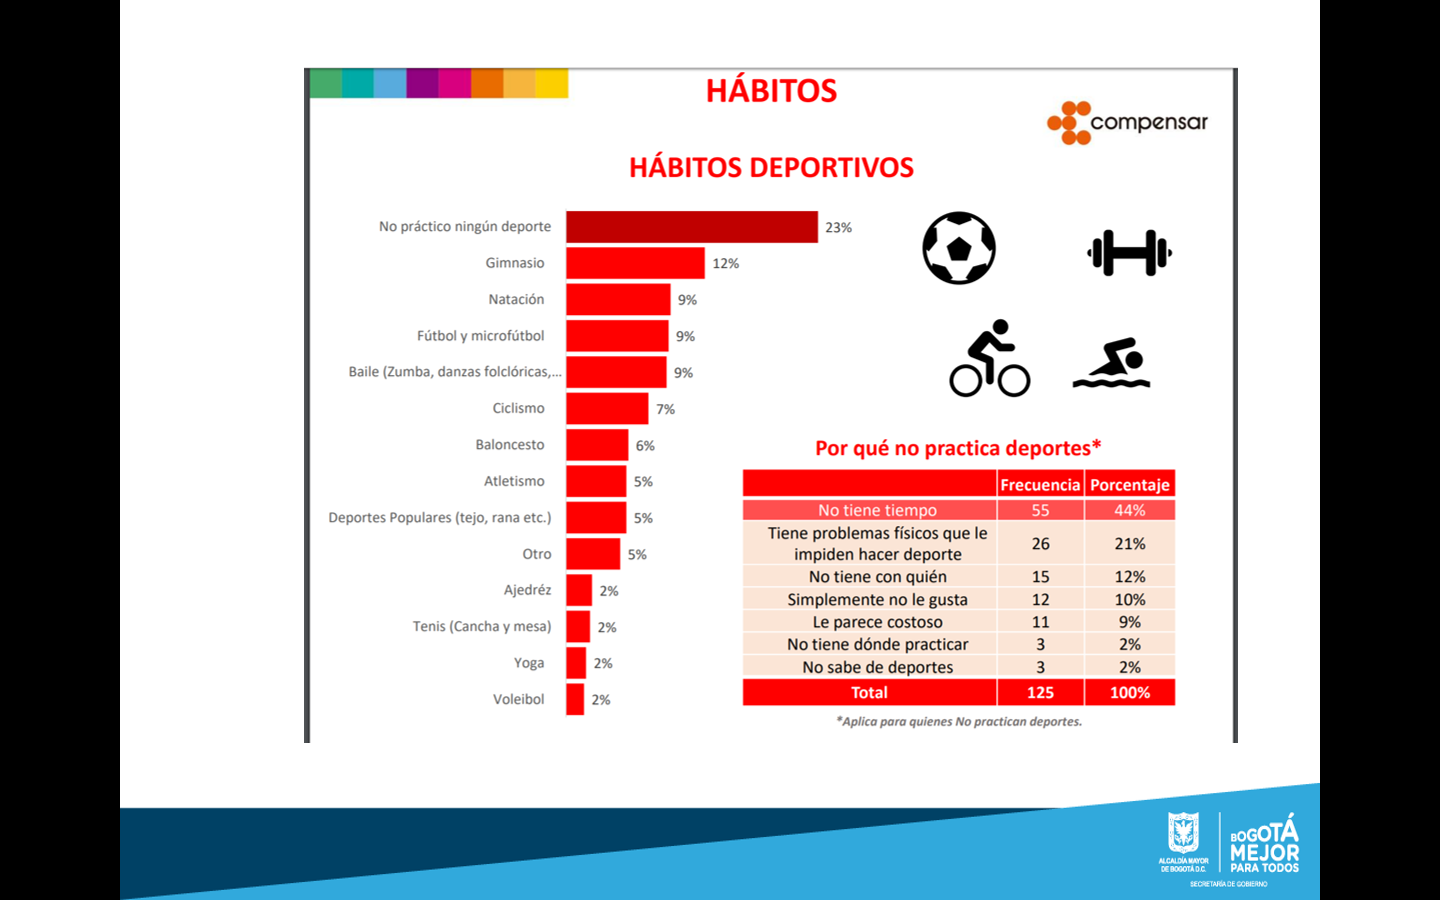 HÁBITOS
compensar
HÁBITOS DEPORTIVOS
No práctico ningún deporte 23%
Gimnasio 12%
Natación 9%
Fútbol y microfútbol 9%
Baile (Zumba, danzas folclóricas,... 9%
Ciclismo 7%
Baloncesto 6%
Atletismo 5%
Deportes Populares (tejo, rana etc.) 5%
Otro 5%
Ajedréz 2%
Tenis (Cancha y mesa) 2%
Yoga 2%
Voleibol 2%
Por qué no practica deportes*
Frecuencia Porcentaje
No tiene tiempo 55 44%
Tiene problemas físicos que le
impiden hacer deporte 26 21%
No tiene con quién 15 12%
Simplemente no le gusta 12 10%
Le parece costoso 11 9%
No tiene dónde practicar 3 2%
No sabe de deportes 3 2%
Total 125 100%
*Aplica para quienes No practican deportes.
ALCALDÍA MAYOR
DE BOGOTÁ D.C.
BOGOTÁ
MEJOR
PARA TODOS
SECRETARÍA DE GOBIERNO